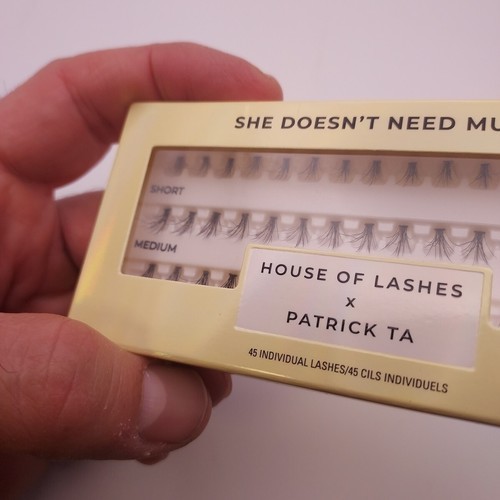 SHE DOESN'T NEED MU
SHORT
MEDIUM
HOUSE OF LASHES
x
PATRICK TA
45 INDIVIDUAL LASHES/45 CILS INDIVIDUELS